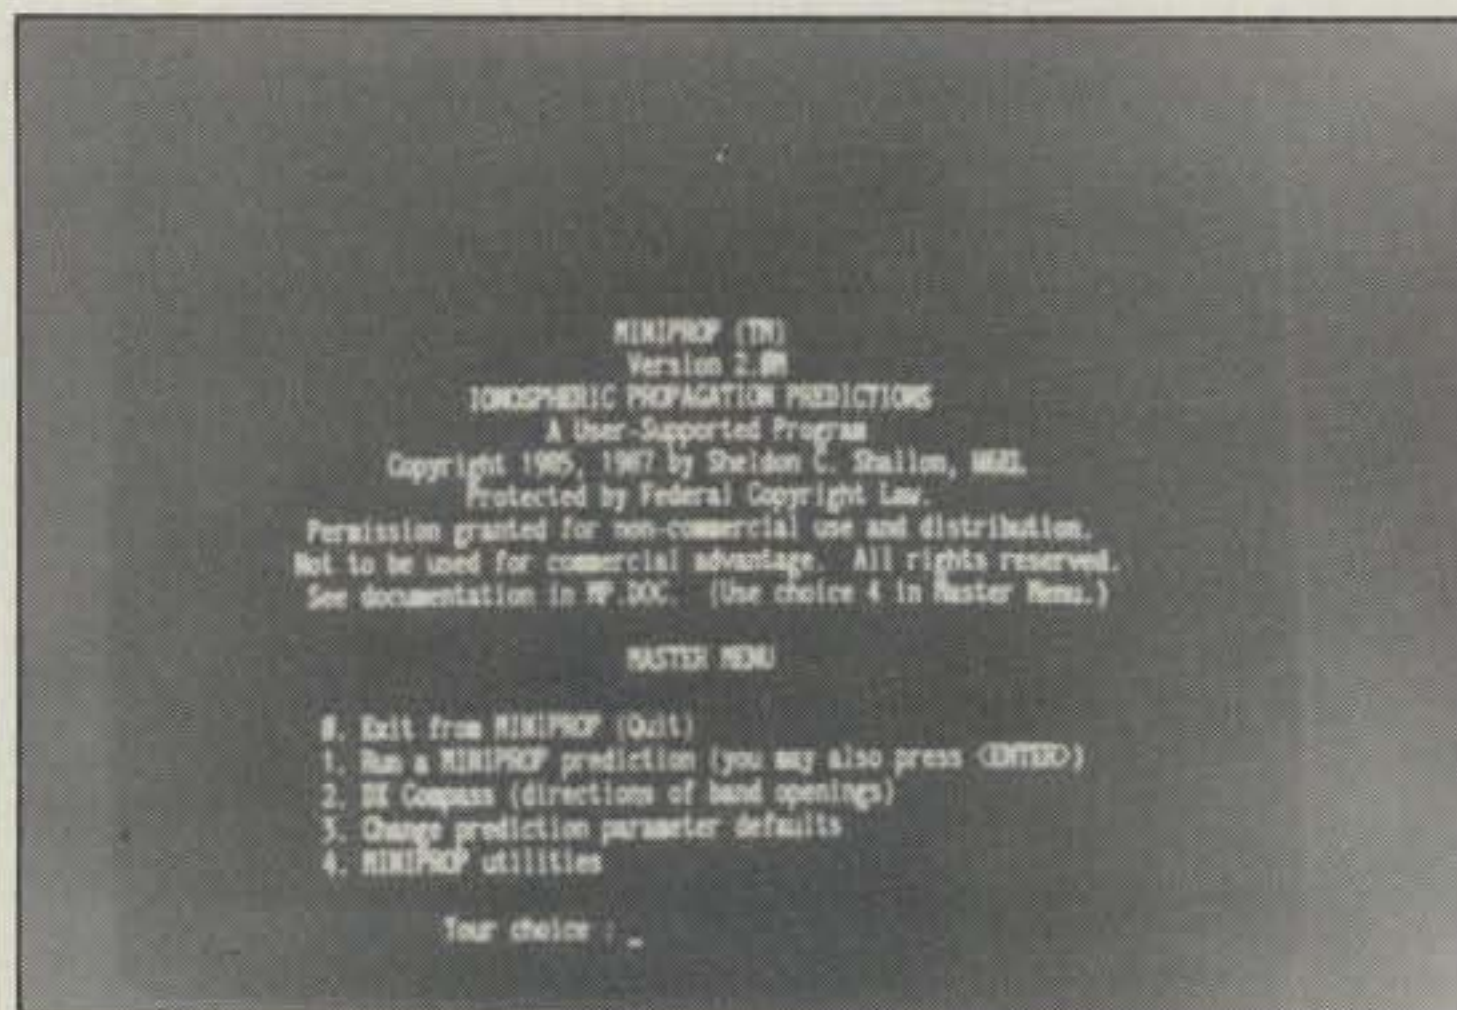 MINIPROP (TM)
Version 2.0M
IONOSPHERIC PROPAGATION PREDICTIONS
A User-Supported Program
Copyright 1985, 1987 by Sheldon C. Shallon,
Protected by Federal Copyright Law.
Permission granted for non-commercial use and distribution.
Not to be used for commercial advantage. All rights reserved.
See documentation in MP.DOC. (Use choice 4 in Master Menu.)
MASTER MENU
0. Exit from MINIPROP (Quit)
1. Run a MINIPROP prediction (you may also press <ENTER>)
2. DX Compass (directions of band openings)
3. Change prediction parameter defaults
4. MINIPROP utilities
Your choice : _